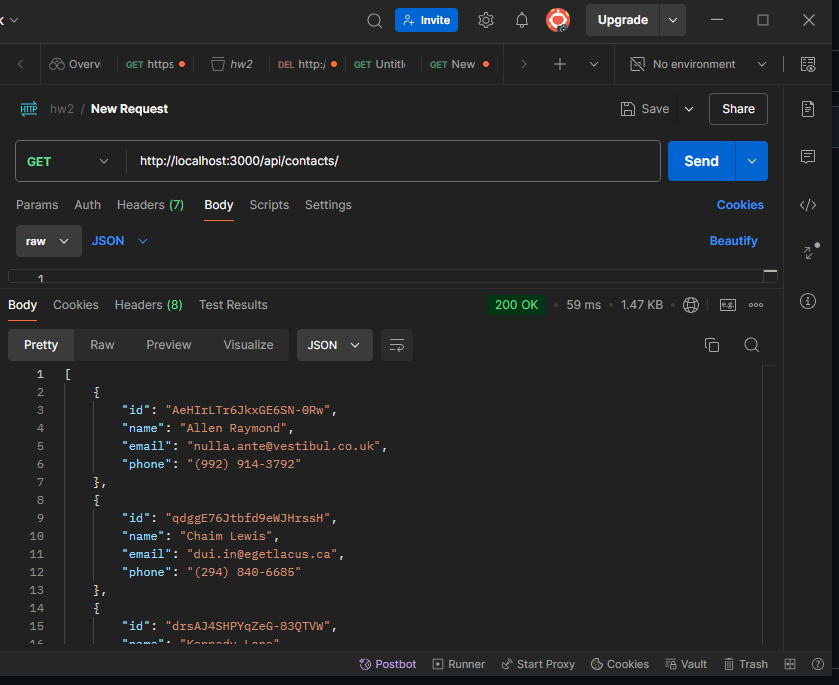 Invite
Upgrade
Overvi
GET https
hw2
DEL http:/
GET Untitl
GET New
No environment
HTTP hw2 / New Request
Save
Share
GET
http://localhost:3000/api/contacts/
Send
Params Auth Headers (7) Body Scripts Settings
Cookies
raw
JSON
Beautify
1
Body Cookies Headers (8) Test Results
200 OK
59 ms
1.47 KB
e.g.
Pretty Raw Preview Visualize
JSON
1 [
2 {
3 "id": "AeHIrLTr6JkxGE6SN-0Rw",
4 "name": "Allen Raymond",
5 "email": "nulla.ante@vestibul.co.uk",
6 "phone": "(992) 914-3792"
7 },
8 {
9 "id": "qdggE76Jtbfd9eWJHrssH",
10 "name": "Chaim Lewis",
11 "email": "dui.in@egetlacus.ca",
12 "phone": "(294) 840-6685"
13 },
14 {
15 "id": "drsAJ4SHPYqZeG-83QTVW",
16 "name": "Kennedy Lane"
Postbot Runner Start Proxy Cookies Vault Trash